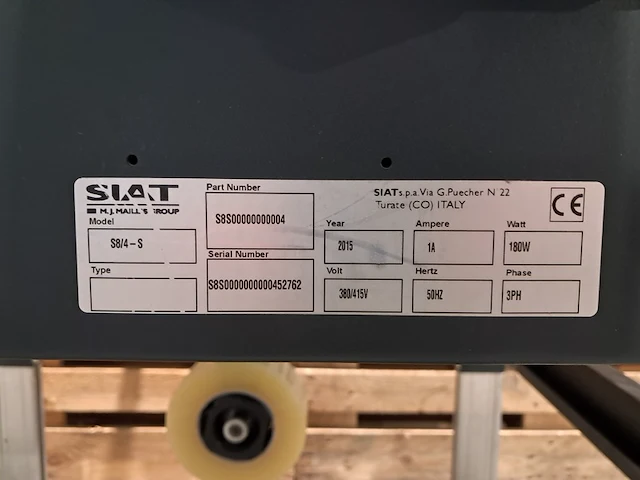 SIAT
M.J.MAILLIS GROUP
Model
S8/4-S
Type
Part Number
S8S00000000004
Serial Number
S8S0000000000452762
SIAT s.p.a. Via G.Puecher N 22
Turate (CO) ITALY
CE
Year
2015
Ampere
1A
Watt
180W
Volt
380/415V
Hertz
50HZ
Phase
3PH